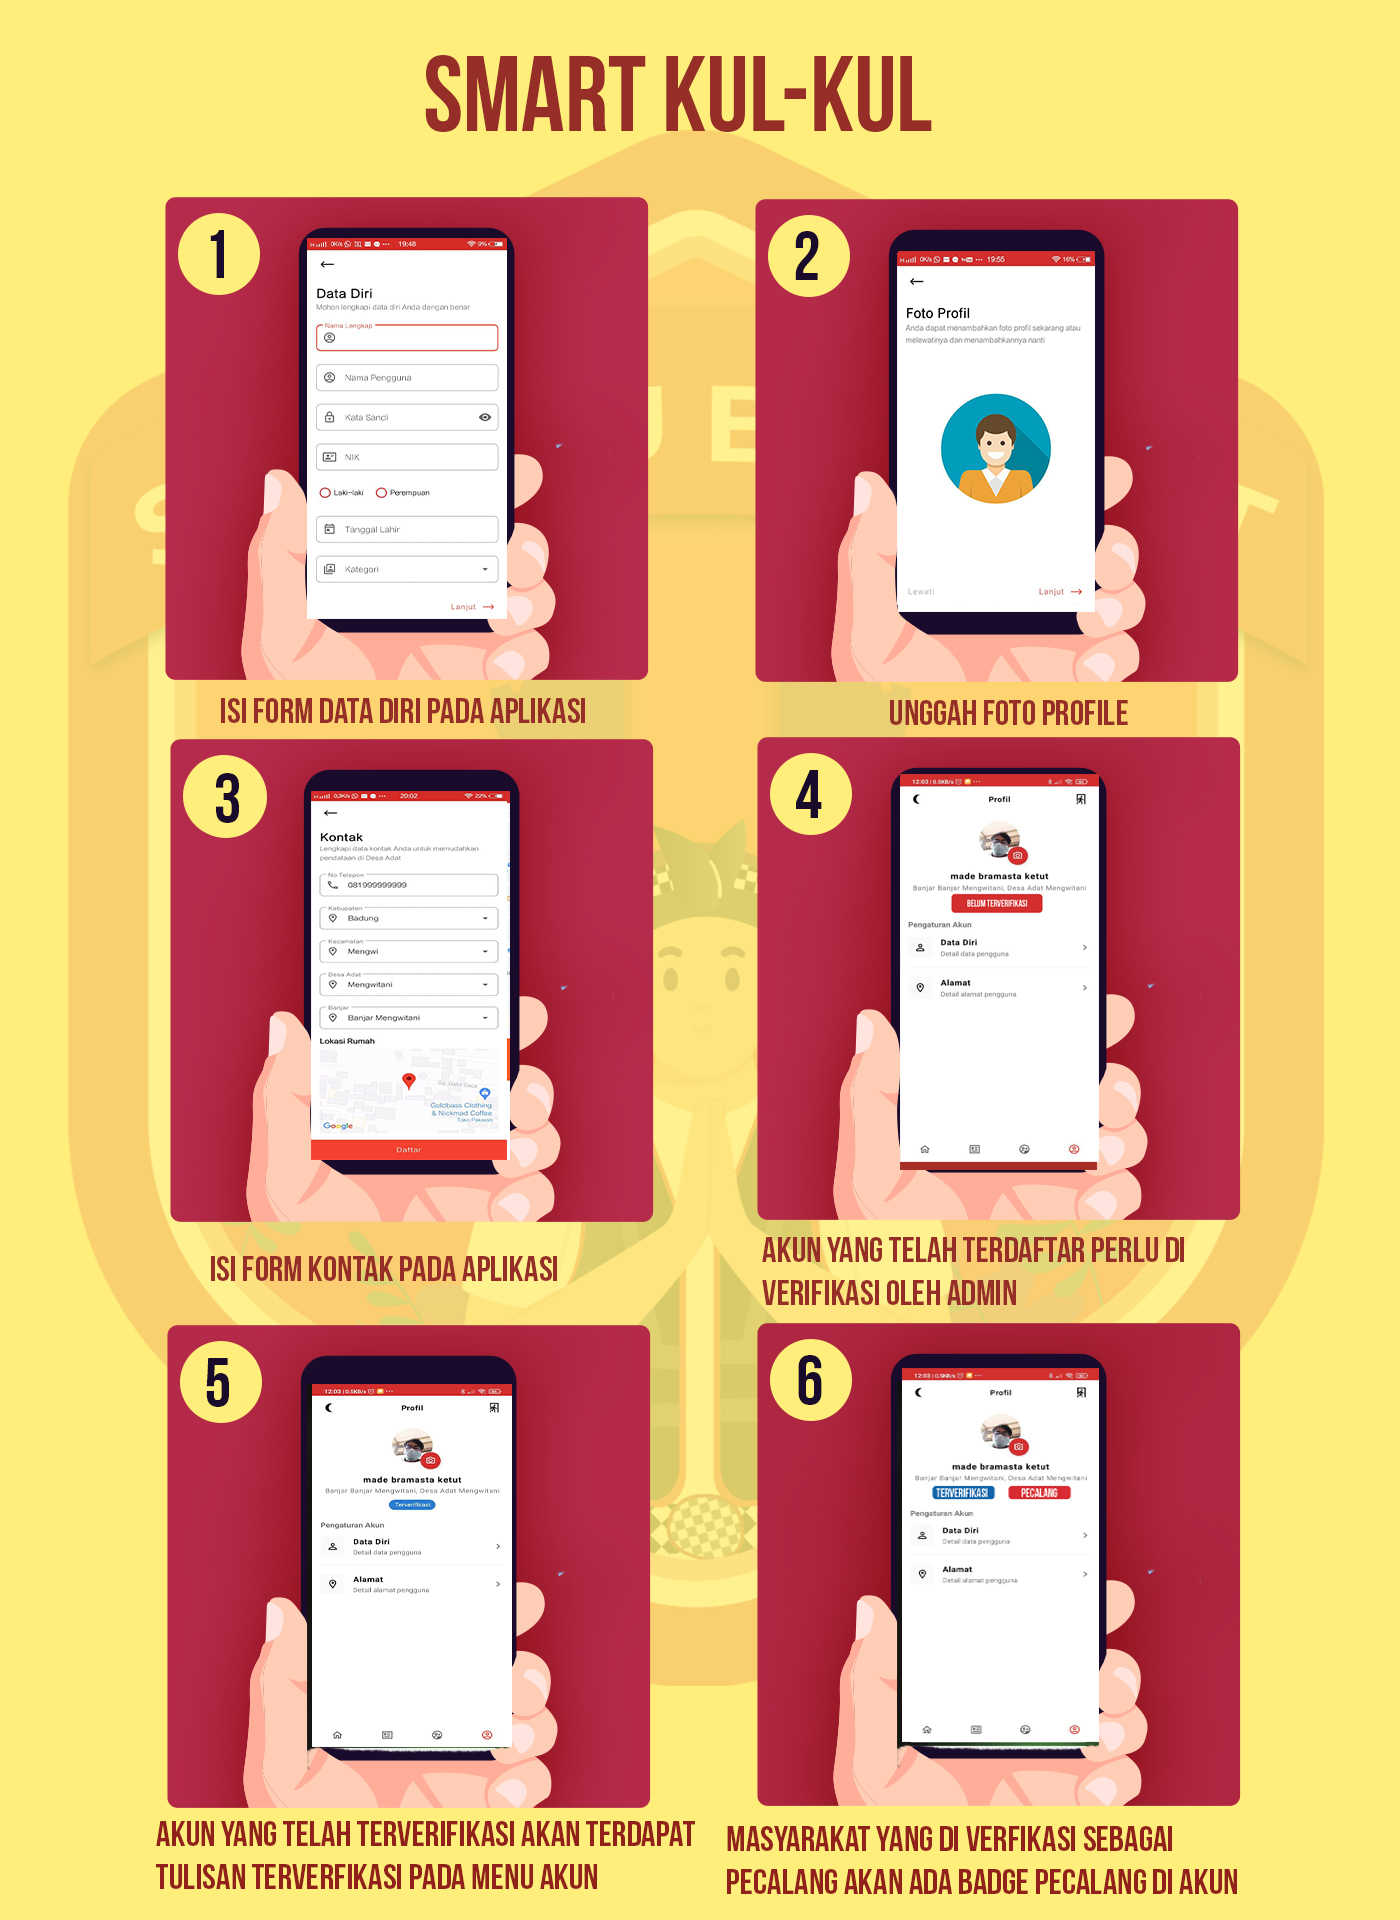 SMART KUL-KUL
1
19:48
9%
Data Diri
Mohon lengkapi data diri Anda dengan benar
Nama Lengkap
Nama Pengguna
Kata Sandi
NIK
Laki-laki
Perempuan
Tanggal Lahir
Kategori
Lanjut
ISI FORM DATA DIRI PADA APLIKASI
2
0K/s
19:55
16%
Foto Profil
Anda dapat menambahkan foto profil sekarang atau
melewatinya dan menambahkannya nanti
Lewati
Lanjut
UNGGAH FOTO PROFILE
3
20:02
22%
Kontak
Lengkapi data kontak Anda untuk memudahkan
pendataan di Desa Adat
No Telepon
081999999999
Kabupaten
Badung
Kecamatan
Mengwi
Desa Adat
Mengwitani
Banjar
Banjar Mengwitani
Lokasi Rumah
Goldbass Clothing
& Nickmad Coffee
Toko Pakaian
Google
Daftar
ISI FORM KONTAK PADA APLIKASI
4
12:03 | 0.5KB/s
Profil
made bramasta ketut
Banjar Banjar Mengwitani, Desa Adat Mengwitani
BELUM TERVERIFIKASI
Pengaturan Akun
Data Diri
Detail data pengguna
Alamat
Detail alamat pengguna
AKUN YANG TELAH TERDAFTAR PERLU DI
VERIFIKASI OLEH ADMIN
5
12:03 | 0.5KB/s
Profil
made bramasta ketut
Banjar Banjar Mengwitani, Desa Adat Mengwitani
Terverifikasi
Pengaturan Akun
Data Diri
Detail data pengguna
Alamat
Detail alamat pengguna
AKUN YANG TELAH TERVERIFIKASI AKAN TERDAPAT
TULISAN TERVERFIKASI PADA MENU AKUN
6
12:03 | 0.5KB/s
Profil
made bramasta ketut
Banjar Banjar Mengwitani, Desa Adat Mengwitani
TERVERIFIKASI
PECALANG
Pengaturan Akun
Data Diri
Detail data pengguna
Alamat
Detail alamat pengguna
MASYARAKAT YANG DI VERFIKASI SEBAGAI
PECALANG AKAN ADA BADGE PECALANG DI AKUN